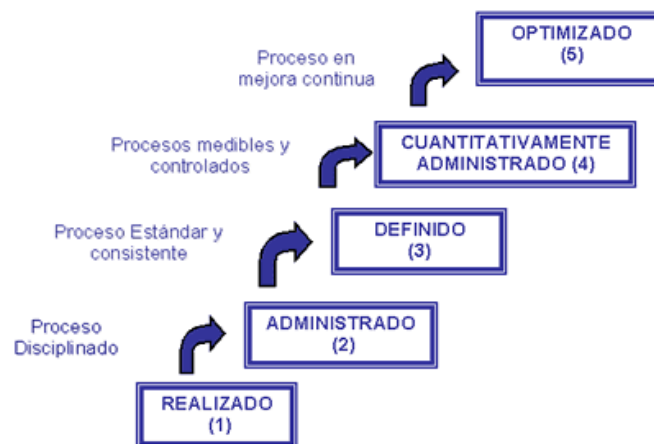 OPTIMIZADO
(5)
Proceso en
mejora continua
CUANTITATIVAMENTE
ADMINISTRADO (4)
Procesos medibles y
controlados
DEFINIDO
(3)
Proceso Estándar y
consistente
ADMINISTRADO
(2)
Proceso
Disciplinado
REALIZADO
(1)